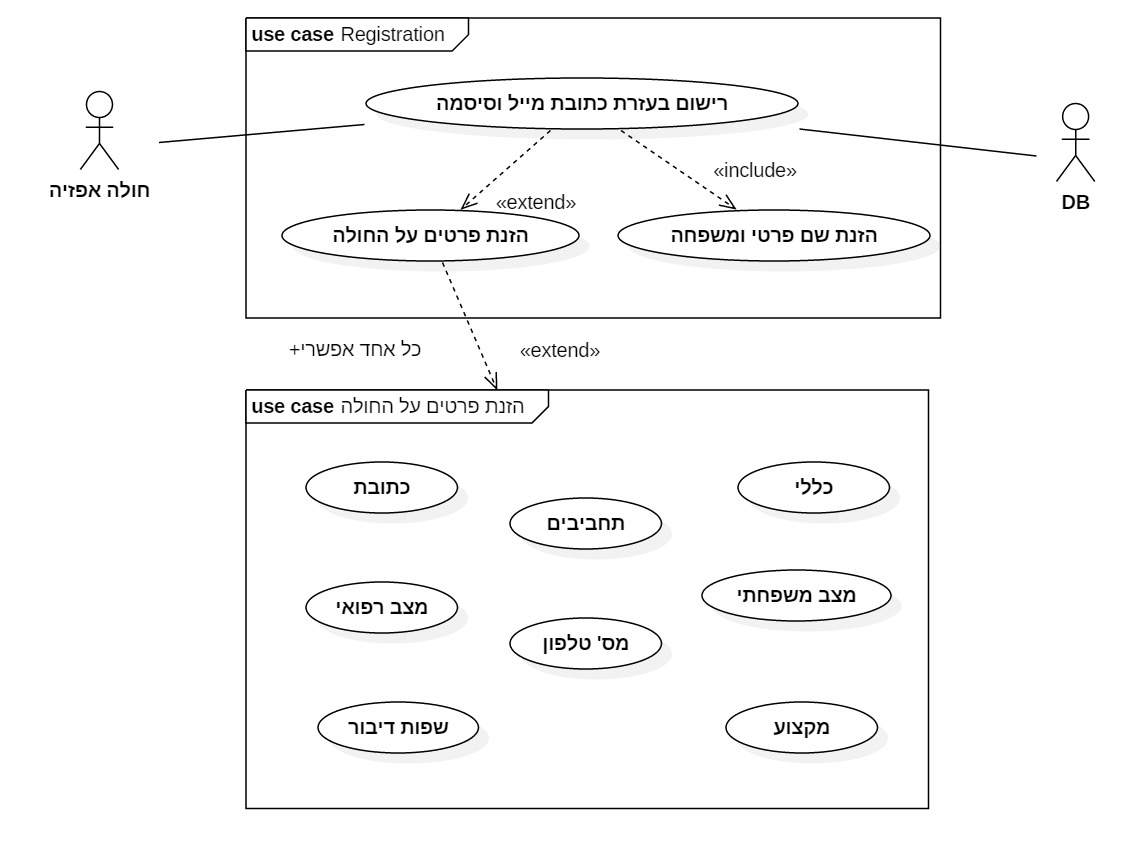 use case Registration
רישום בעזרת כתובת מייל וסיסמה
חולה אפזיה
DB
«include»
«extend»
הזנת פרטים על החולה
הזנת שם פרטי ומשפחה
+כל אחד אפשרי
«extend»
use case הזנת פרטים על החולה
כתובת
כללי
תחביבים
מצב משפחתי
מצב רפואי
מס' טלפון
שפות דיבור
מקצוע